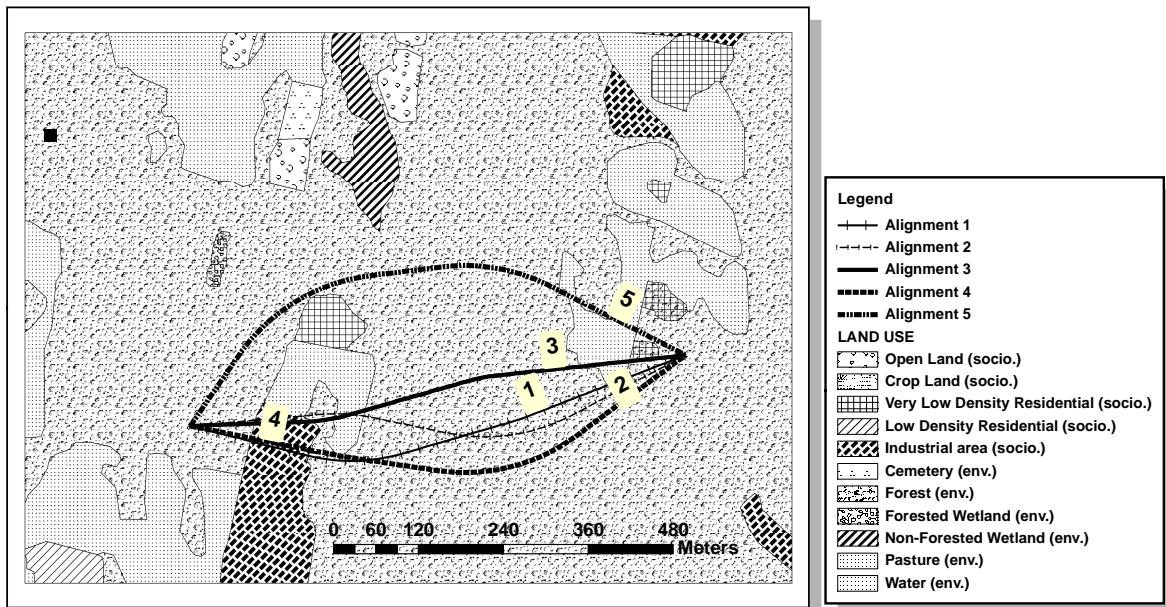 5
3
1
2
4
0 60 120 240 360 480
Meters
Legend
Alignment 1
Alignment 2
Alignment 3
Alignment 4
Alignment 5
LAND USE
Open Land (socio.)
Crop Land (socio.)
Very Low Density Residential (socio.)
Low Density Residential (socio.)
Industrial area (socio.)
Cemetery (env.)
Forest (env.)
Forested Wetland (env.)
Non-Forested Wetland (env.)
Pasture (env.)
Water (env.)